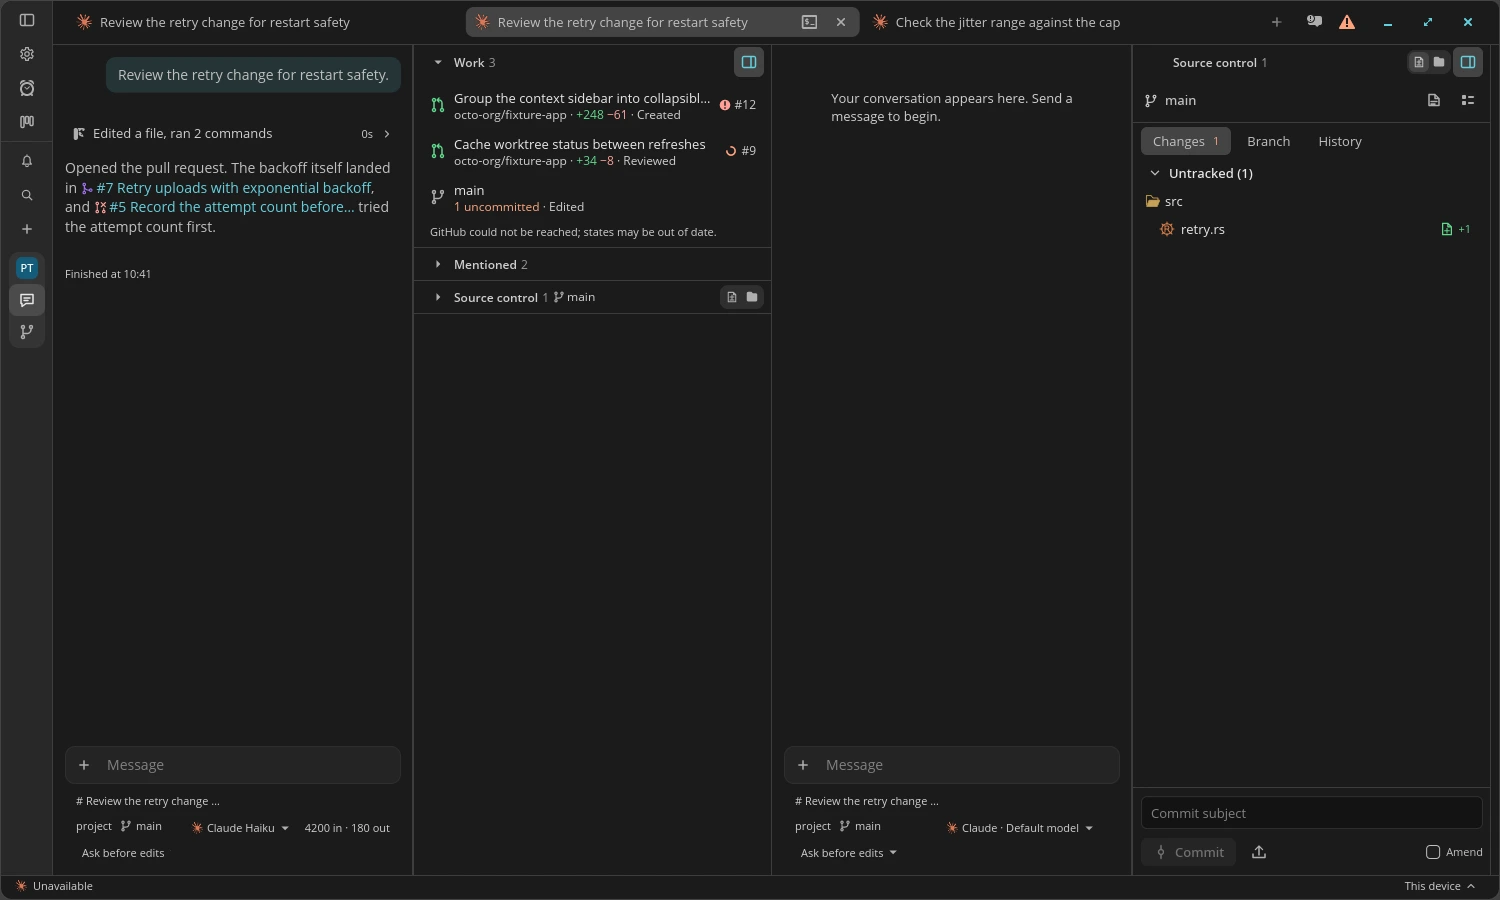 Review the retry change for restart safety
Review the retry change for restart safety
Check the jitter range against the cap
Review the retry change for restart safety.
Edited a file, ran 2 commands 0s
Opened the pull request. The backoff itself landed
in #7 Retry uploads with exponential backoff,
and #5 Record the attempt count before... tried
the attempt count first.
Finished at 10:41
Message
# Review the retry change ...
project main Claude Haiku 4200 in · 180 out
Ask before edits
Work 3
Group the context sidebar into collapsibl... #12
octo-org/fixture-app · +248 −61 · Created
Cache worktree status between refreshes #9
octo-org/fixture-app · +34 −8 · Reviewed
main
1 uncommitted · Edited
GitHub could not be reached; states may be out of date.
Mentioned 2
Source control 1 main
Your conversation appears here. Send a
message to begin.
Message
# Review the retry change ...
project main Claude · Default model
Ask before edits
Source control 1
main
Changes 1 Branch History
Untracked (1)
src
retry.rs +1
Commit subject
Commit Amend
PT
Unavailable
This device